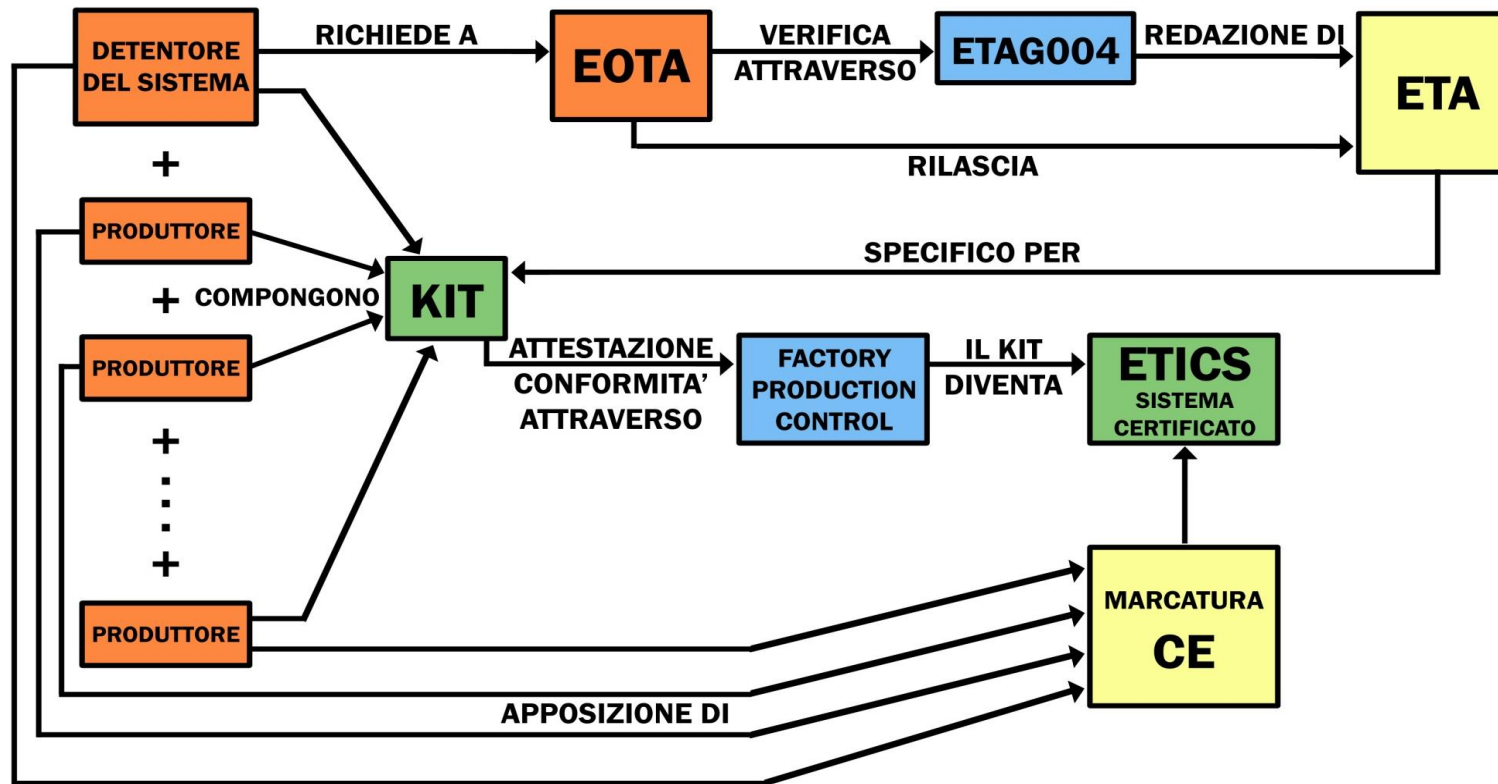 DETENTORE
DEL SISTEMA
RICHIEDE A
EOTA
VERIFICA
ATTRAVERSO
ETAG004
REDAZIONE DI
ETA
RILASCIA
+
PRODUTTORE
SPECIFICO PER
+
COMPONGONO
KIT
PRODUTTORE
ATTESTAZIONE
CONFORMITA'
ATTRAVERSO
FACTORY
PRODUCTION
CONTROL
IL KIT
DIVENTA
ETICS
SISTEMA
CERTIFICATO
+
+
PRODUTTORE
MARCATURA
CE
APPOSIZIONE DI